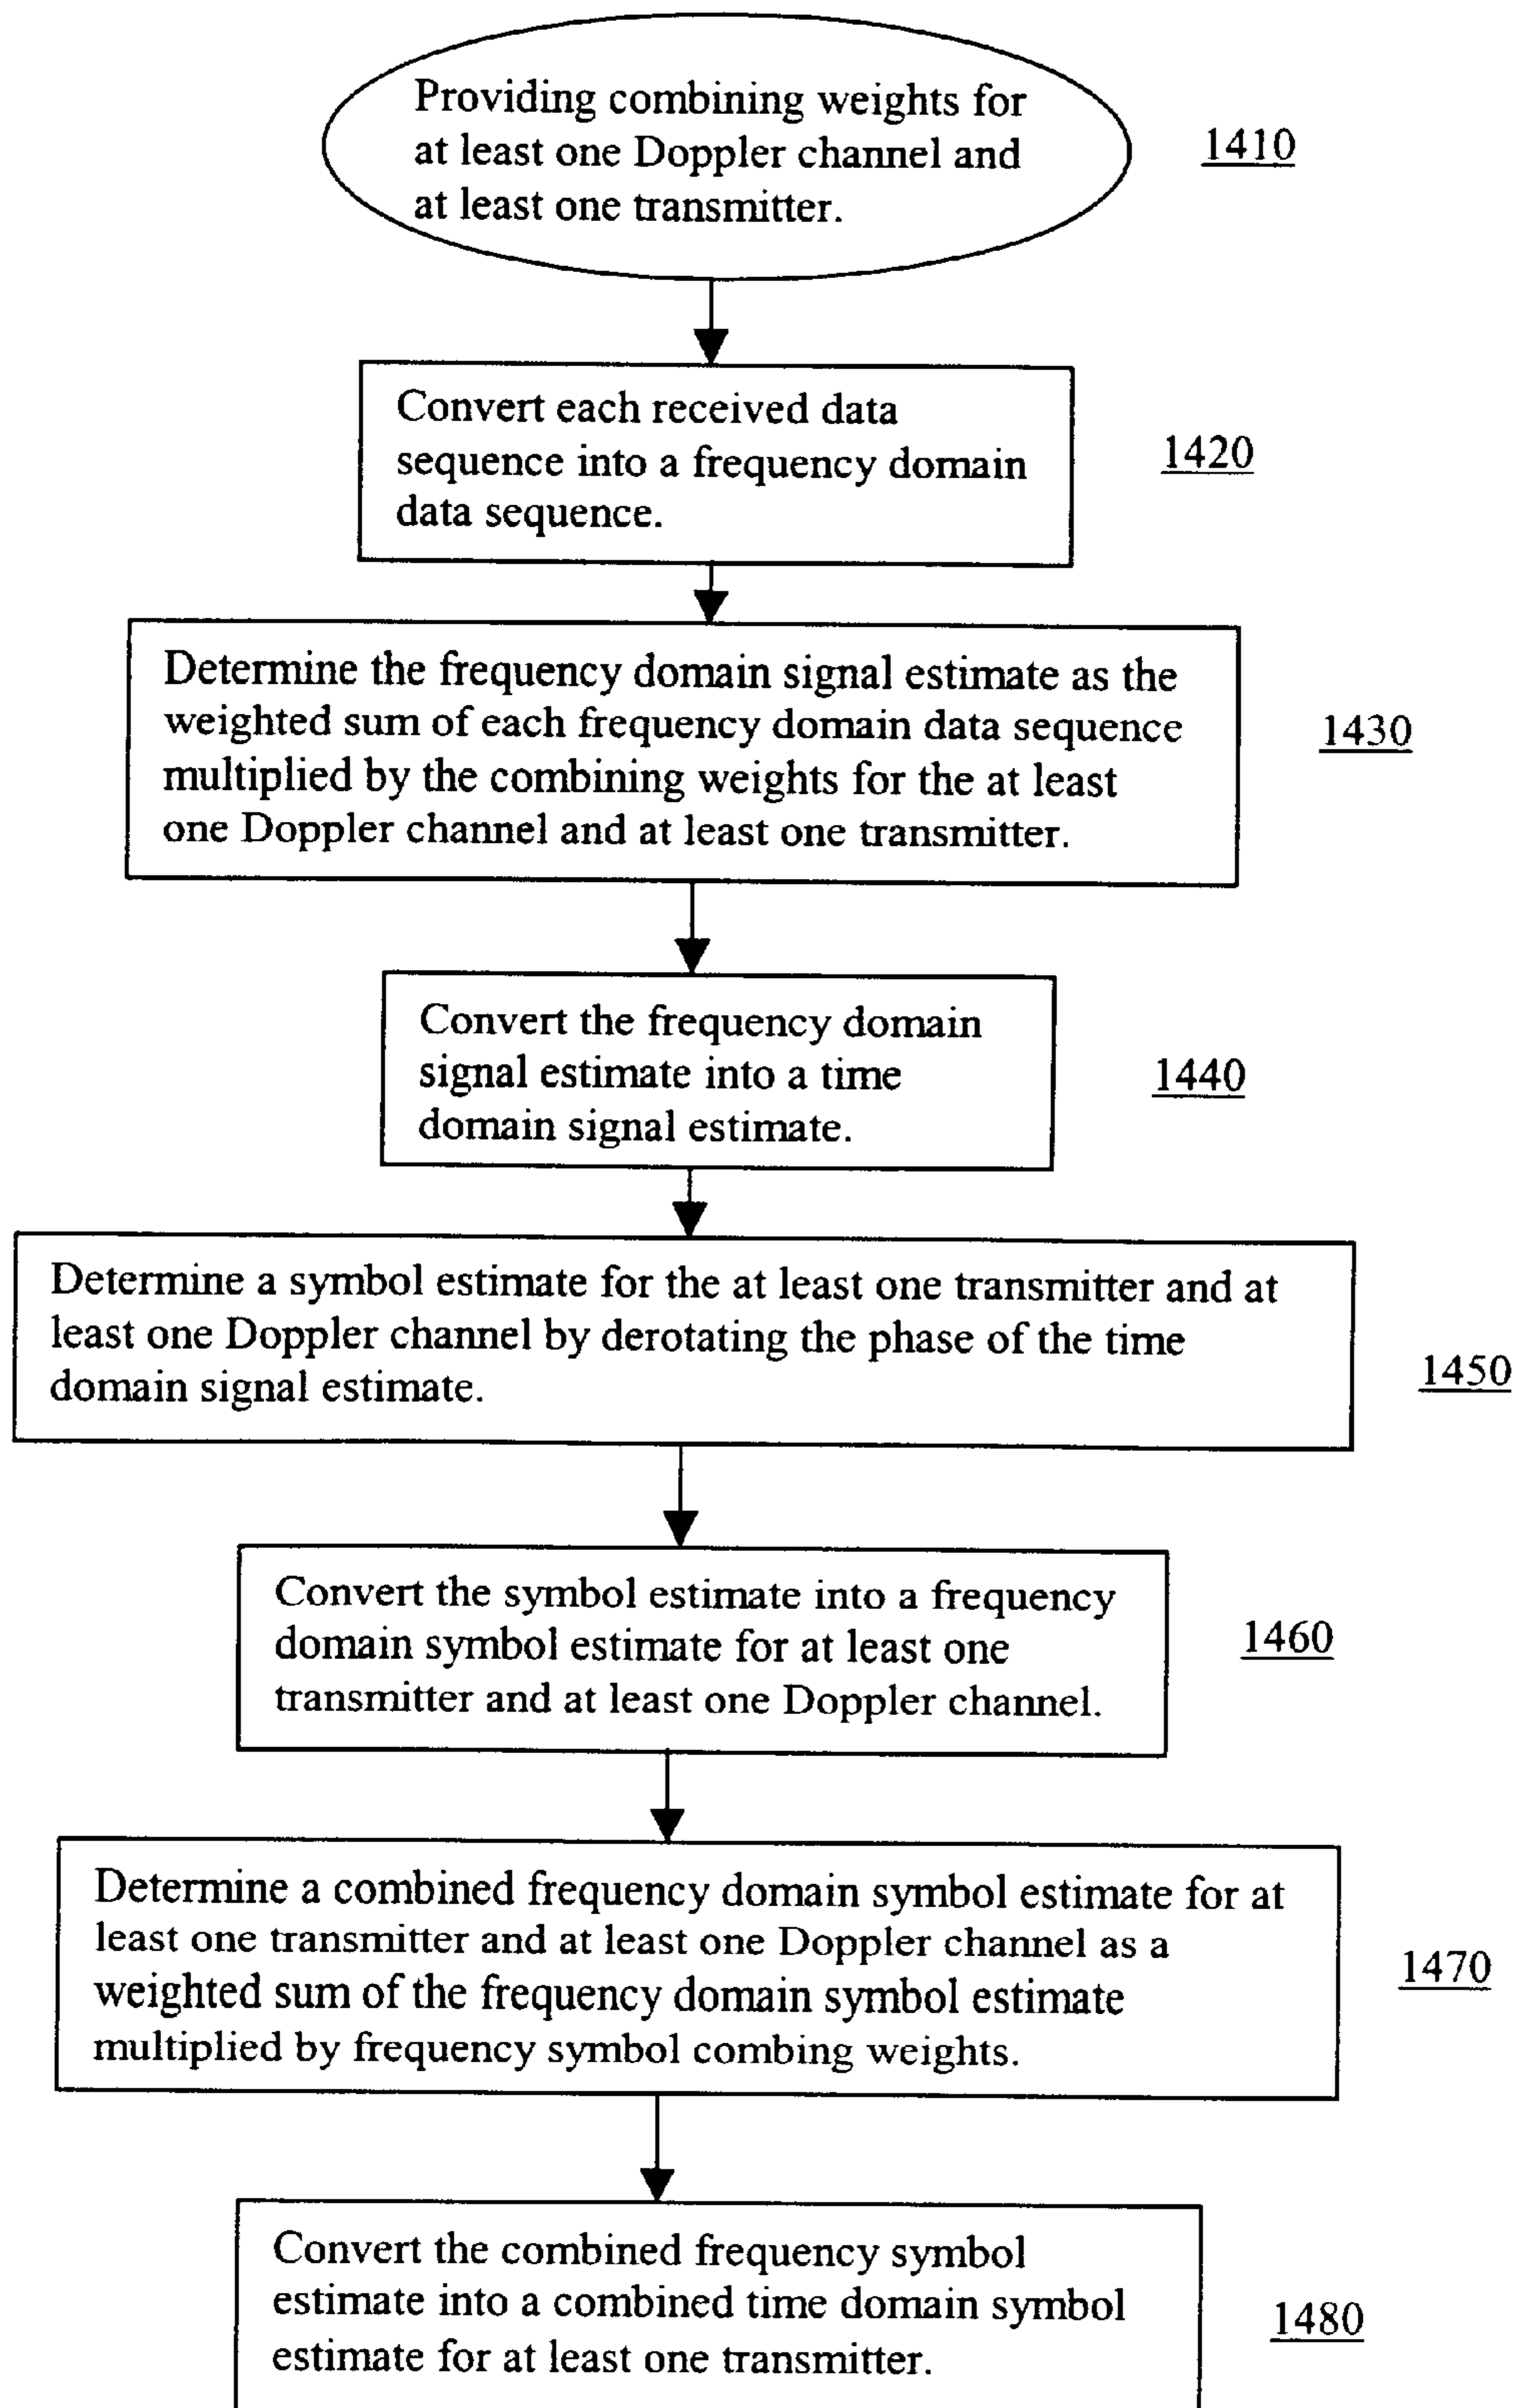 Providing combining weights for
at least one Doppler channel and
at least one transmitter.
1410
Convert each received data
sequence into a frequency domain
data sequence.
1420
Determine the frequency domain signal estimate as the
weighted sum of each frequency domain data sequence
multiplied by the combining weights for the at least
one Doppler channel and at least one transmitter.
1430
Convert the frequency domain
signal estimate into a time
domain signal estimate.
1440
Determine a symbol estimate for the at least one transmitter and at
least one Doppler channel by derotating the phase of the time
domain signal estimate.
1450
Convert the symbol estimate into a frequency
domain symbol estimate for at least one
transmitter and at least one Doppler channel.
1460
Determine a combined frequency domain symbol estimate for at
least one transmitter and at least one Doppler channel as a
weighted sum of the frequency domain symbol estimate
multiplied by frequency symbol combing weights.
1470
Convert the combined frequency symbol
estimate into a combined time domain symbol
estimate for at least one transmitter.
1480